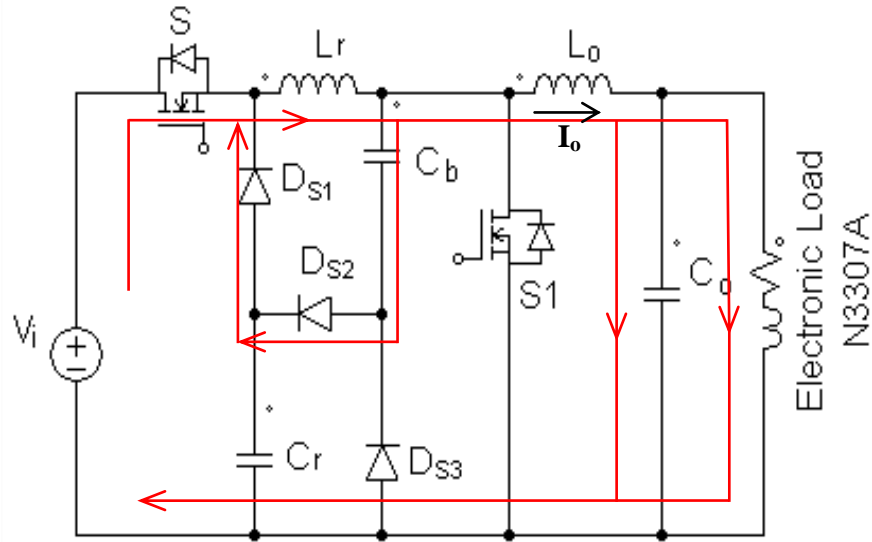 S
Lr
Lo
Io
DS1
Cb
DS2
S1
Co
Vi
Cr
DS3
Electronic Load
N3307A